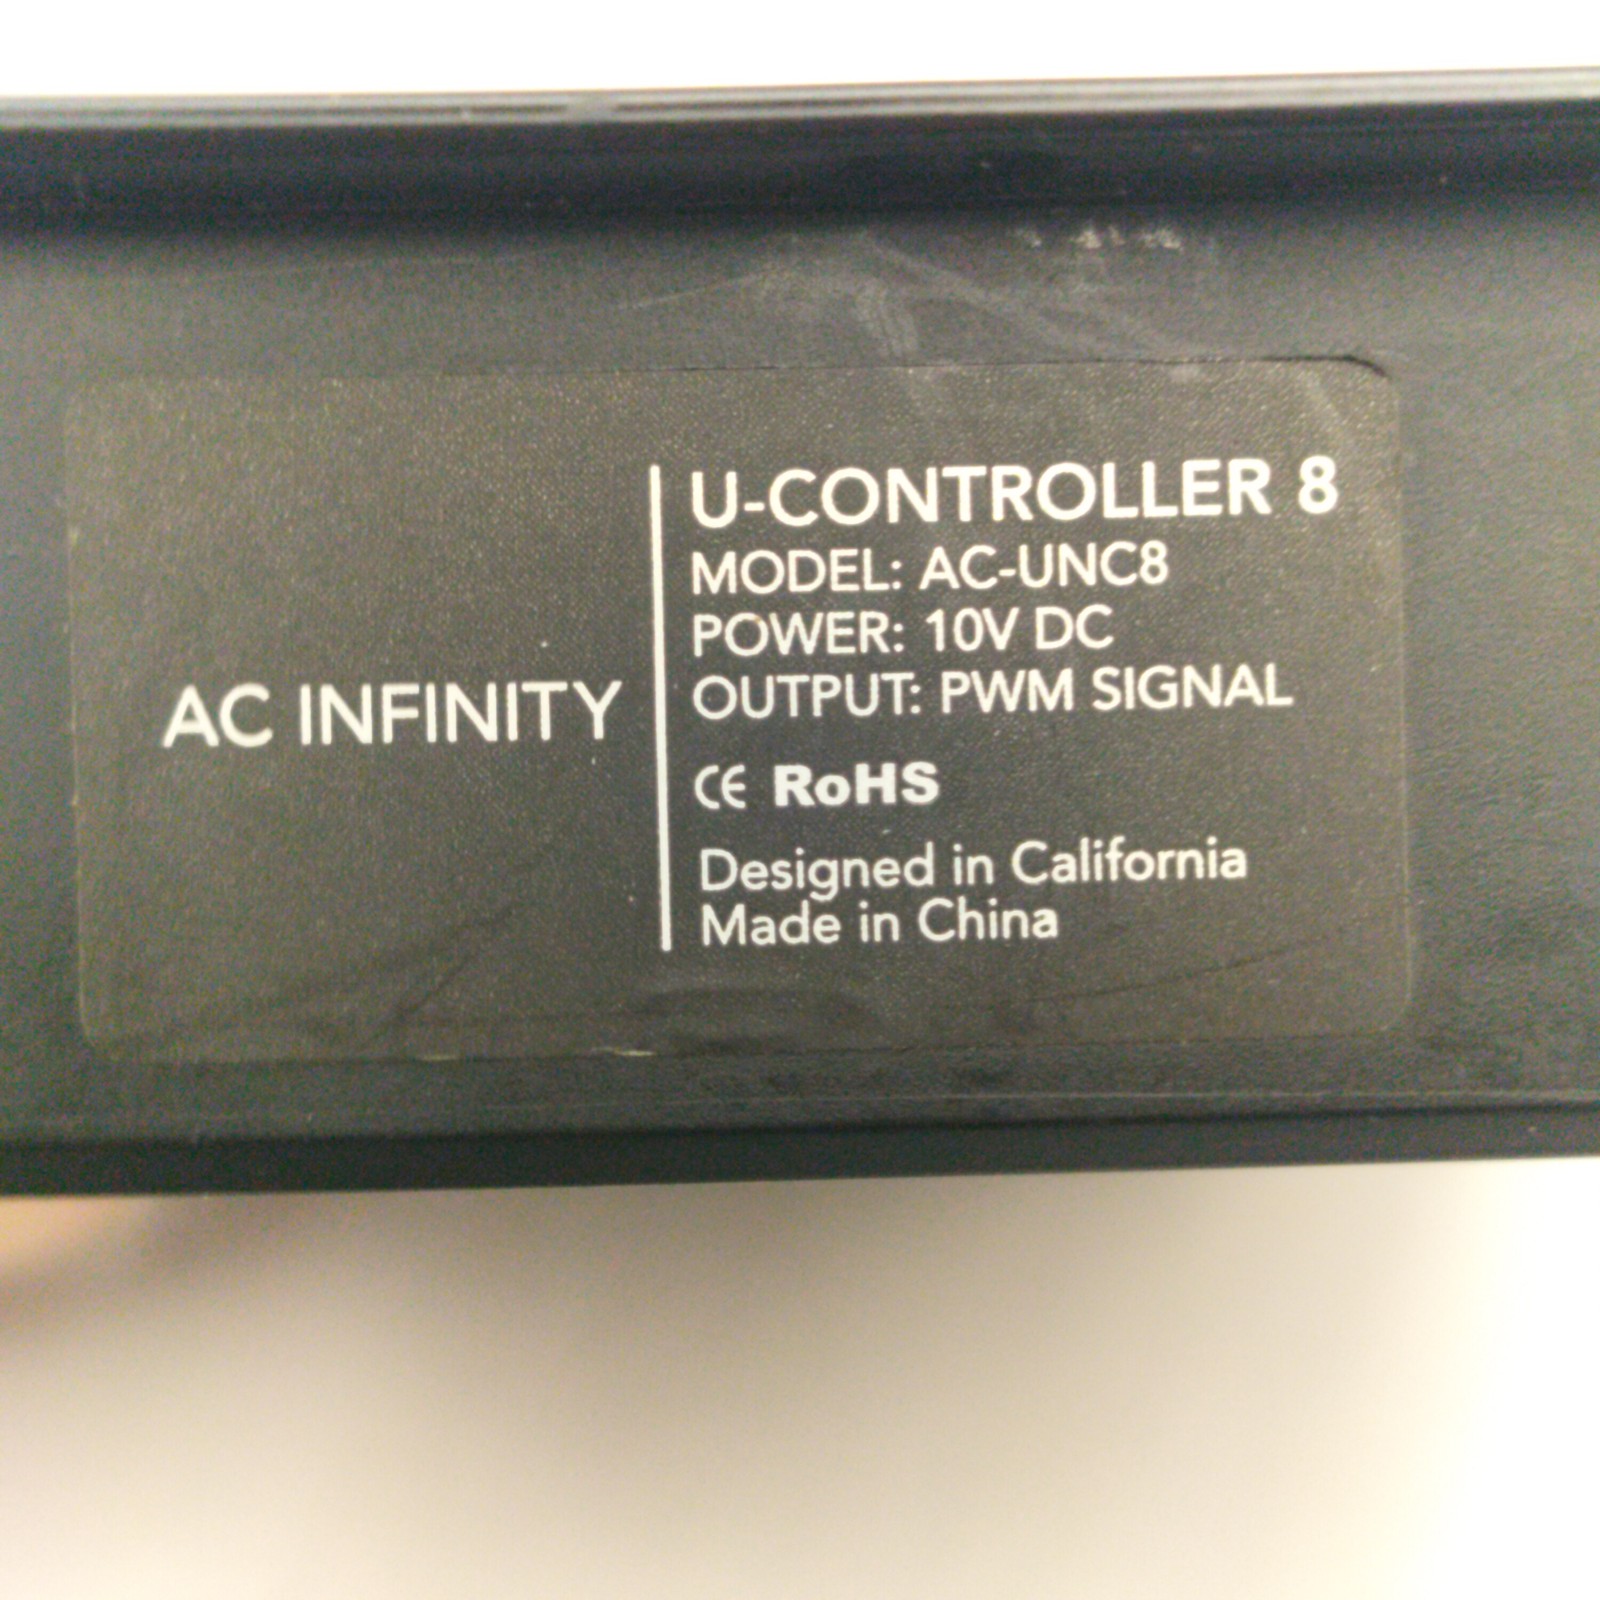 AC INFINITY
U-CONTROLLER 8
MODEL: AC-UNC8
POWER: 10V DC
OUTPUT: PWM SIGNAL
CE RoHS
Designed in California
Made in China